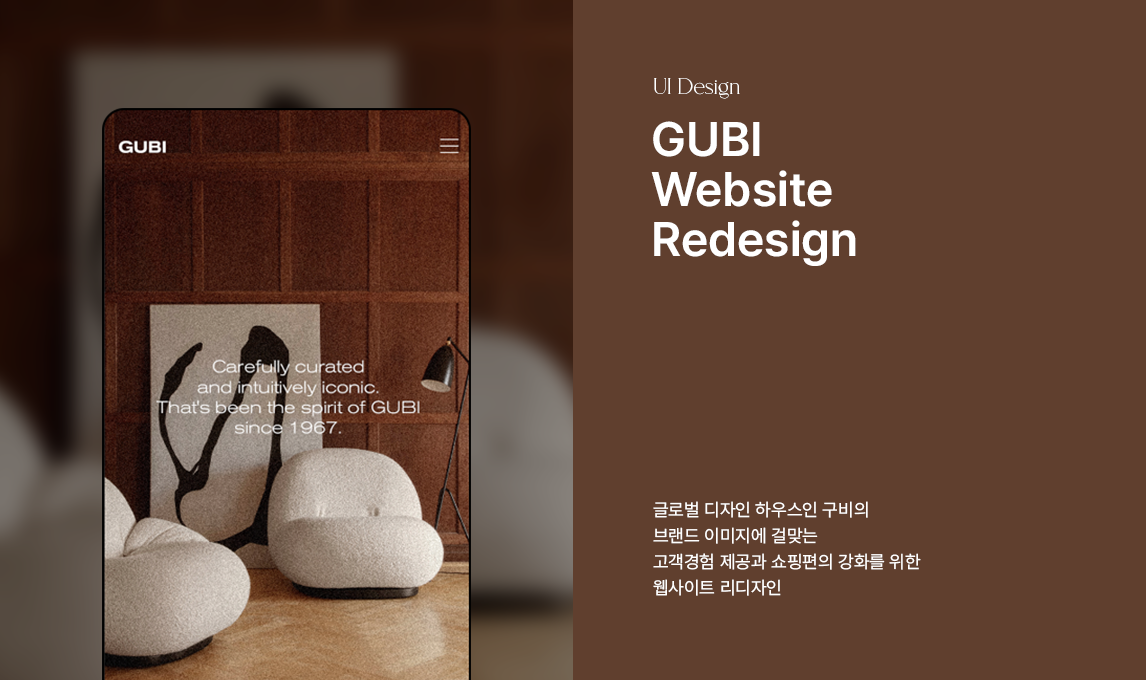 GUBI
Carefully curated
and intuitively iconic.
That's been the spirit of GUBI
since 1967.
UI Design
GUBI
Website
Redesign
글로벌 디자인 하우스인 구비의
브랜드 이미지에 걸맞는
고객경험 제공과 쇼핑편의 강화를 위한
웹사이트 리디자인